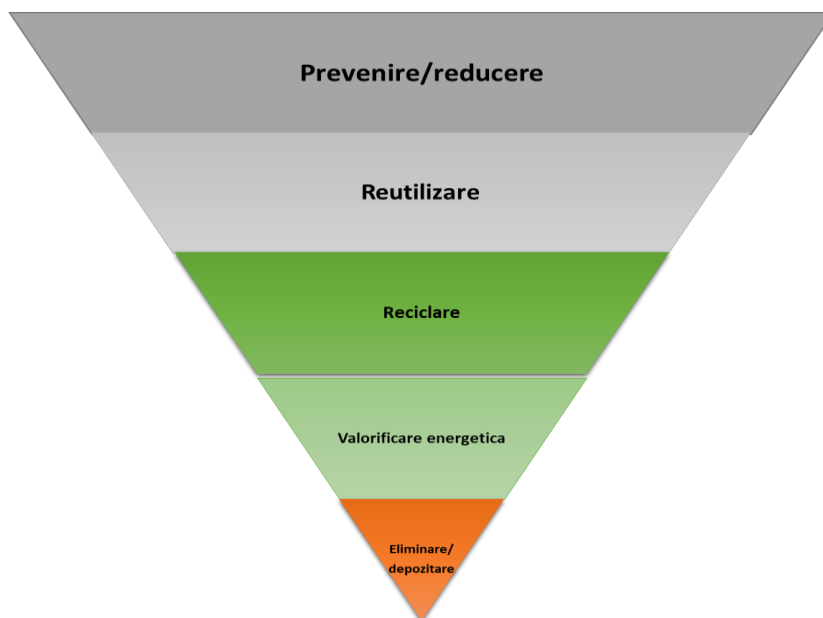 Prevenire/reducere
Reutilizare
Reciclare
Valorificare energetica
Eliminare/
depozitare